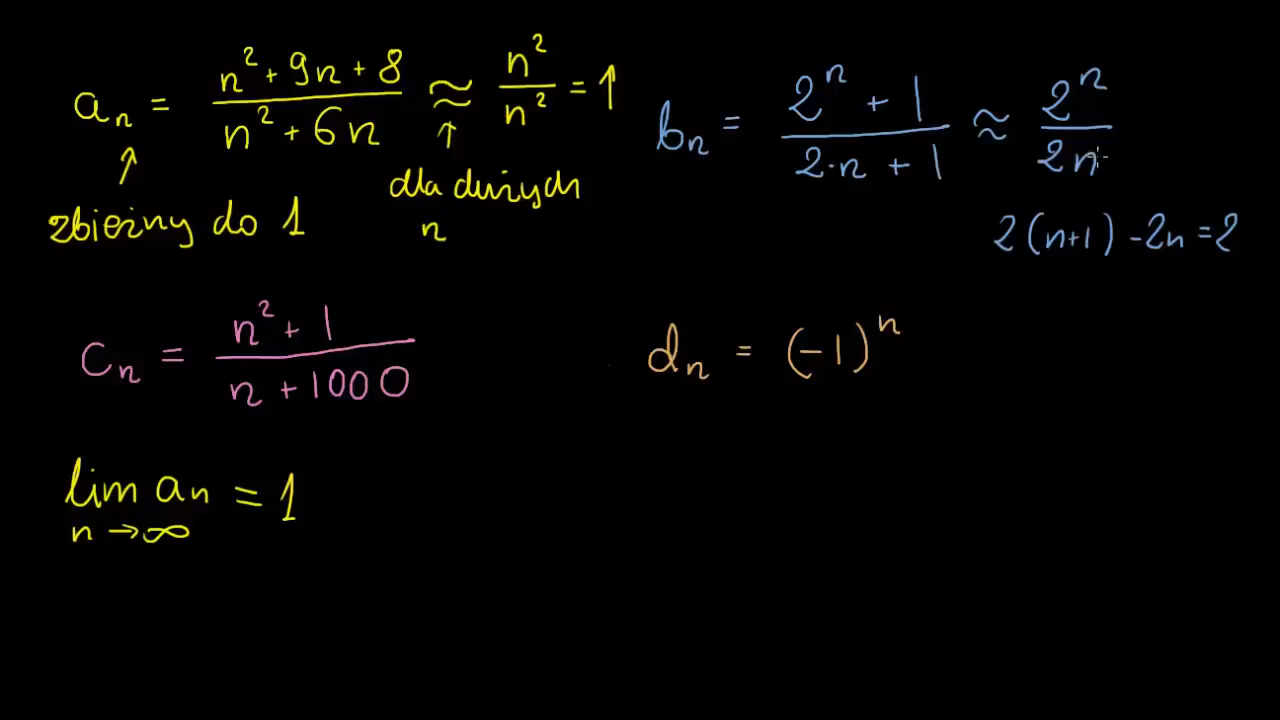 aₙ = (n² + 9n + 8)/(n² + 6n) ≈ n²/n² = 1
↑ ↑
zbieżny do 1
dla dużych
n
bₙ = (2ⁿ + 1)/(2·n + 1) ≈ 2ⁿ/2n
2(n+1) - 2n = 2
cₙ = (n² + 1)/(n + 1000)
dₙ = (-1)ⁿ
lim aₙ = 1
n → ∞